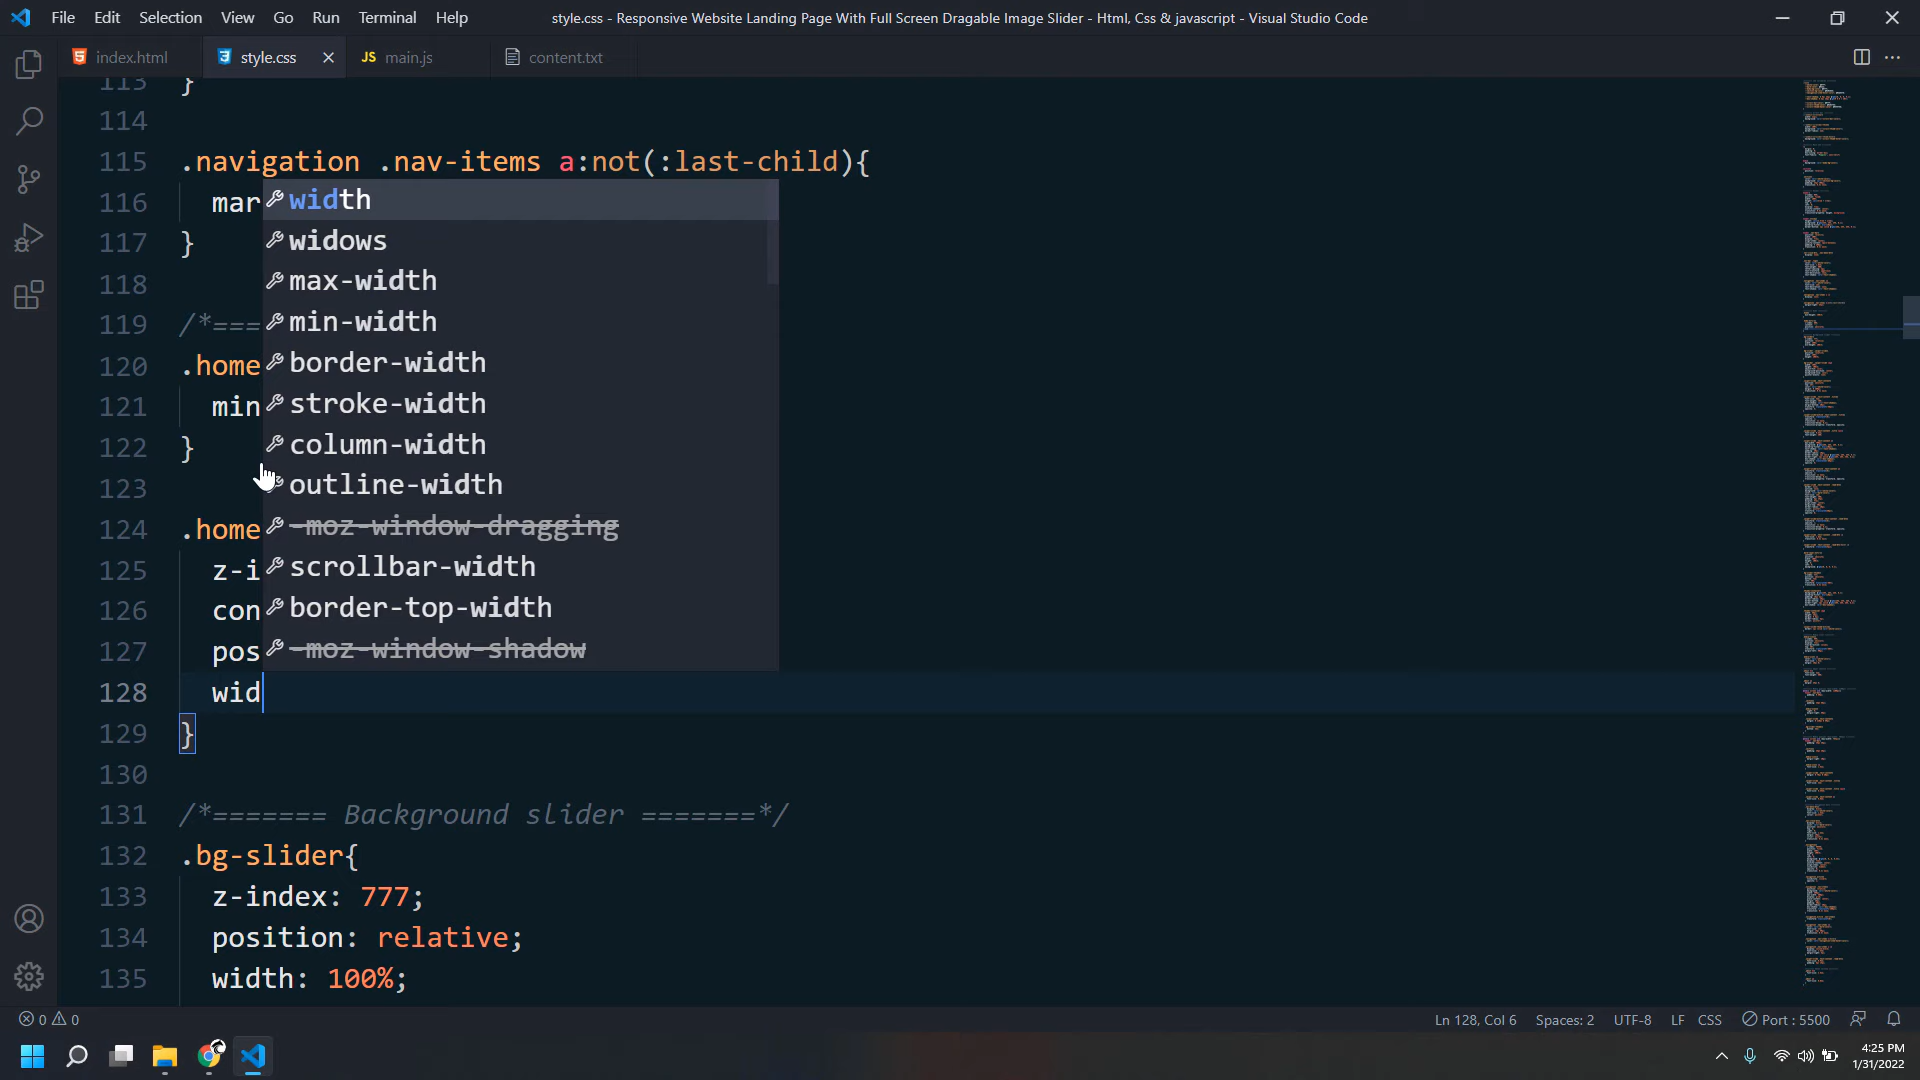 File Edit Selection View Go Run Terminal Help
style.css - Responsive Website Landing Page With Full Screen Dragable Image Slider - Html, Css & javascript - Visual Studio Code
index.html style.css JS main.js content.txt
113 }
114
115 .navigation .nav-items a:not(:last-child){
116 mar
117 }
118
119 /*===
120 .home
121 min
122 }
123
124 .home
125 z-i
126 con
127 pos
128 wid
129 }
130
131 /*======= Background slider =======*/
132 .bg-slider{
133 z-index: 777;
134 position: relative;
135 width: 100%;
width
widows
max-width
min-width
border-width
stroke-width
column-width
outline-width
-moz-window-dragging
scrollbar-width
border-top-width
-moz-window-shadow
0 0
Ln 128, Col 6 Spaces: 2 UTF-8 LF CSS Port : 5500
4:25 PM
1/31/2022